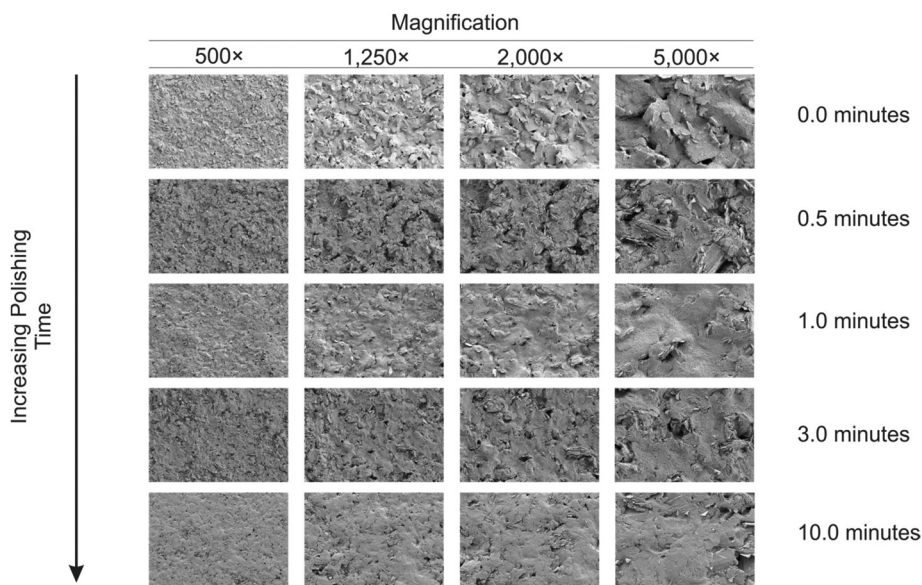 Magnification
500×
1,250×
2,000×
5,000×
0.0 minutes
0.5 minutes
1.0 minutes
3.0 minutes
10.0 minutes
Increasing Polishing
Time